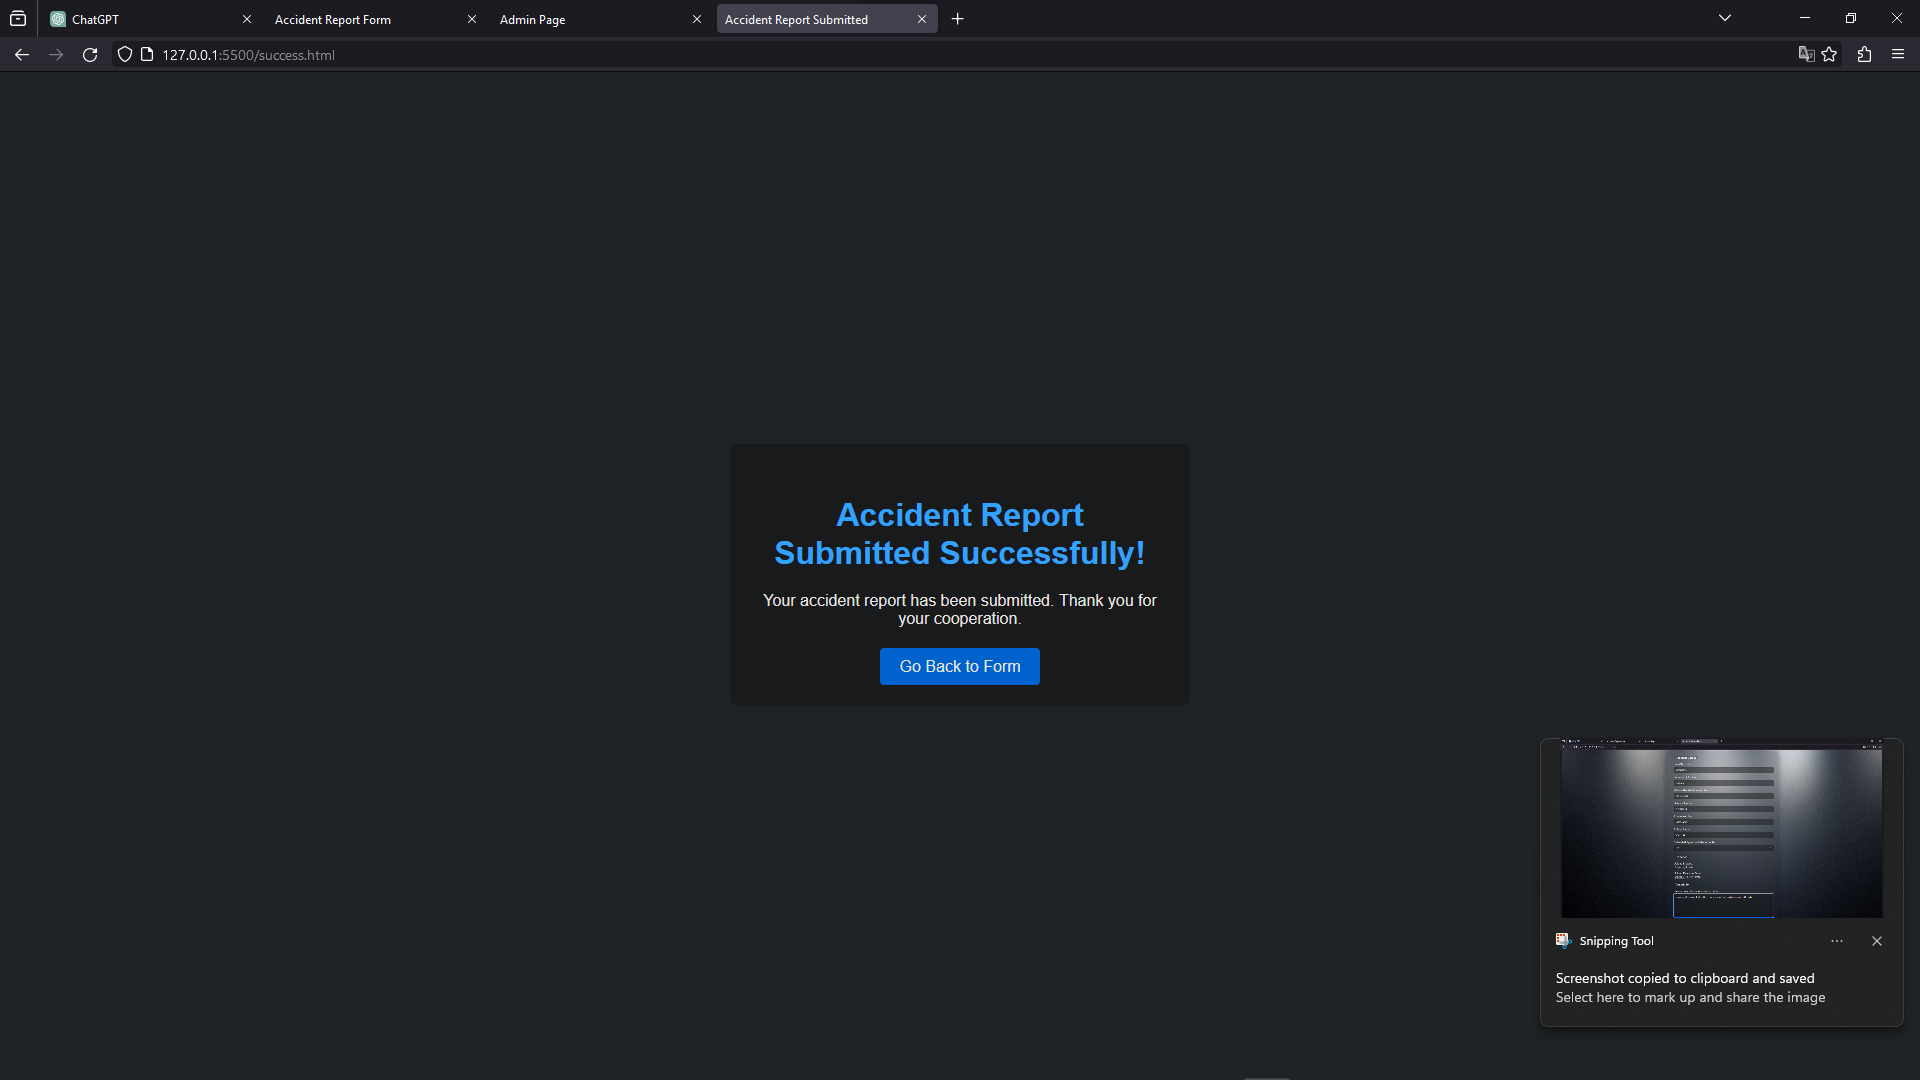 ChatGPT
Accident Report Form
Admin Page
Accident Report Submitted
127.0.0.1:5500/success.html
Accident Report
Submitted Successfully!
Your accident report has been submitted. Thank you for
your cooperation.
Go Back to Form
Snipping Tool
Screenshot copied to clipboard and saved
Select here to mark up and share the image